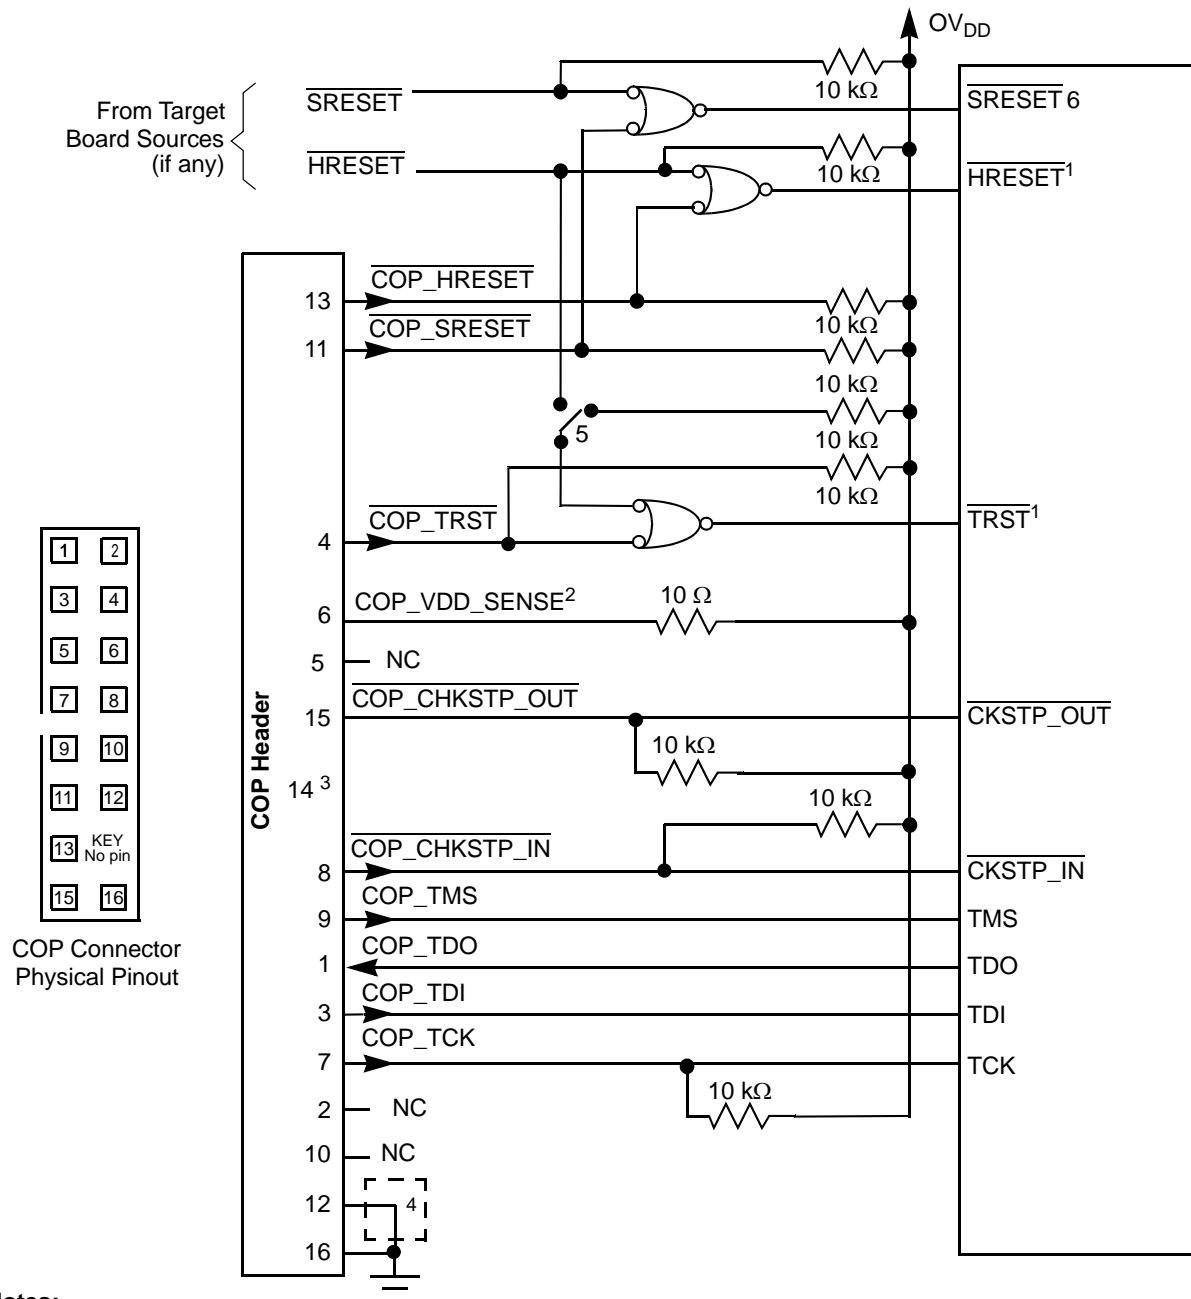 OVDD
From Target
Board Sources
(if any)
SRESET
10 kΩ
SRESET 6
HRESET
10 kΩ
HRESET1
COP_HRESET
13
10 kΩ
COP_SRESET
11
10 kΩ
5
10 kΩ
10 kΩ
COP_TRST
4
TRST1
1 2
3 4
5 6
7 8
9 10
11 12
13 KEY
No pin
15 16
COP Connector
Physical Pinout
COP Header
6
COP_VDD_SENSE2
10 Ω
5 NC
COP_CHKSTP_OUT
15
CKSTP_OUT
10 kΩ
14 3
10 kΩ
COP_CHKSTP_IN
8
CKSTP_IN
COP_TMS
9
TMS
COP_TDO
1
TDO
COP_TDI
3
TDI
COP_TCK
7
TCK
10 kΩ
2 NC
10 NC
12
4
16